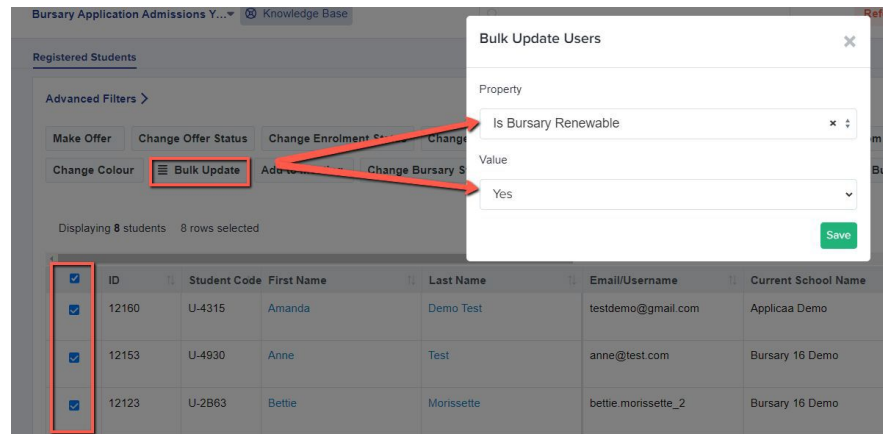 Bursary Application Admissions Y... Knowledge Base
Ref
Registered Students
Advanced Filters >
Make Offer Change Offer Status Change Enrolment Change
Change Colour Bulk Update Change Bursary S
Displaying 8 students 8 rows selected
Bulk Update Users
Property
Is Bursary Renewable
Value
Yes
Save
ID Student Code First Name Last Name Email/Username Current School Name
12160 U-4315 Amanda Demo Test testdemo@gmail.com Applicaa Demo
12153 U-4930 Anne Test anne@test.com Bursary 16 Demo
12123 U-2B63 Bettie Morissette bettie.morissette_2 Bursary 16 Demo